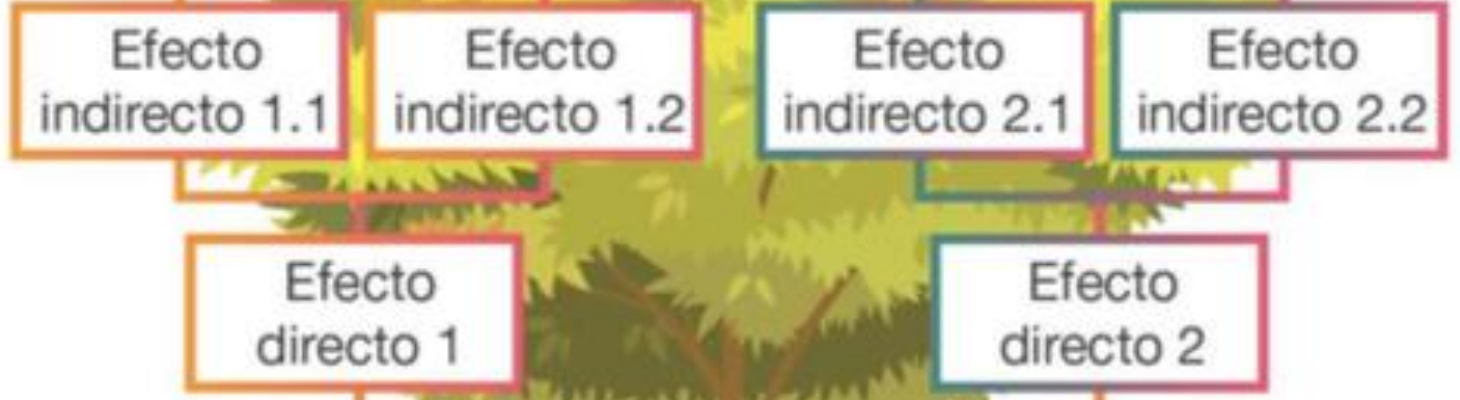 Efecto
indirecto 1.1
Efecto
indirecto 1.2
Efecto
indirecto 2.1
Efecto
indirecto 2.2
Efecto
directo 1
Efecto
directo 2